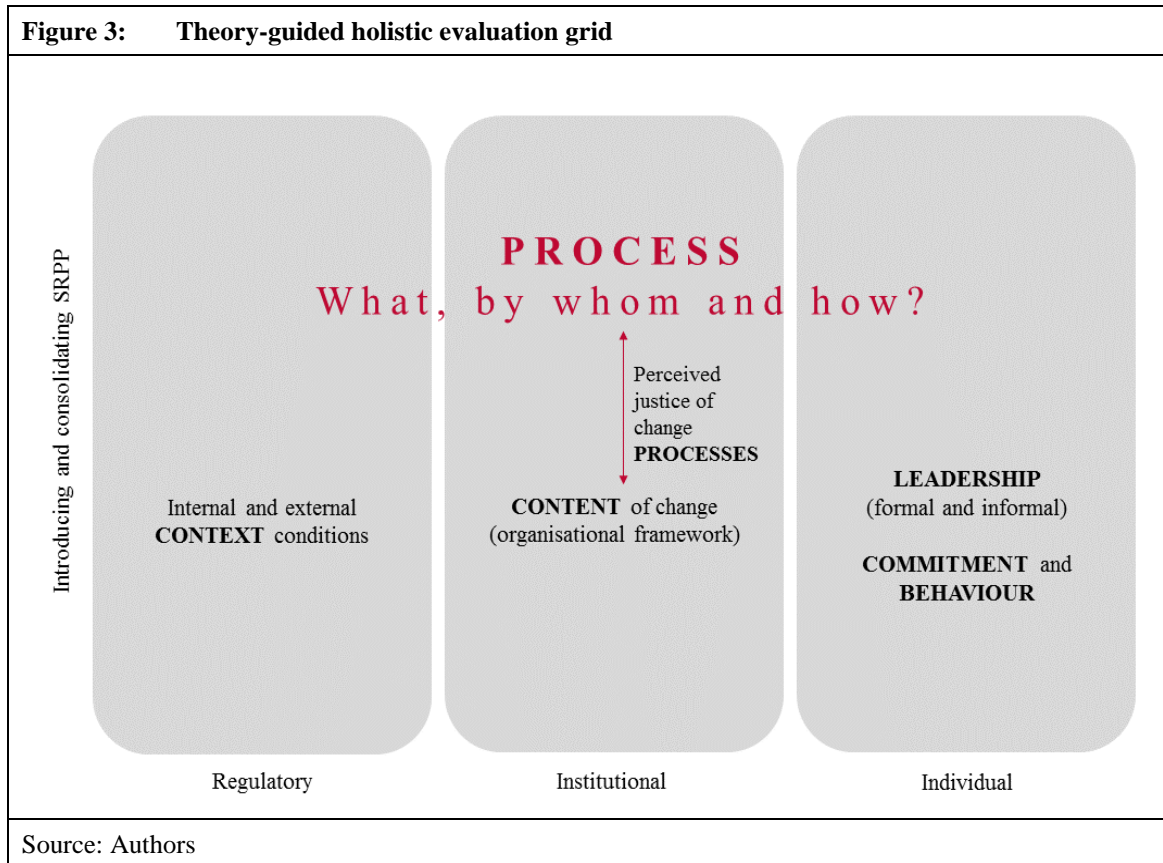 Figure 3: Theory-guided holistic evaluation grid
Introducing and consolidating SRPP
PROCESS
What, by whom and how?
Perceived
justice of
change
PROCESSES
Internal and external
CONTEXT conditions
CONTENT of change
(organisational framework)
LEADERSHIP
(formal and informal)
COMMITMENT and
BEHAVIOUR
Regulatory
Institutional
Individual
Source: Authors